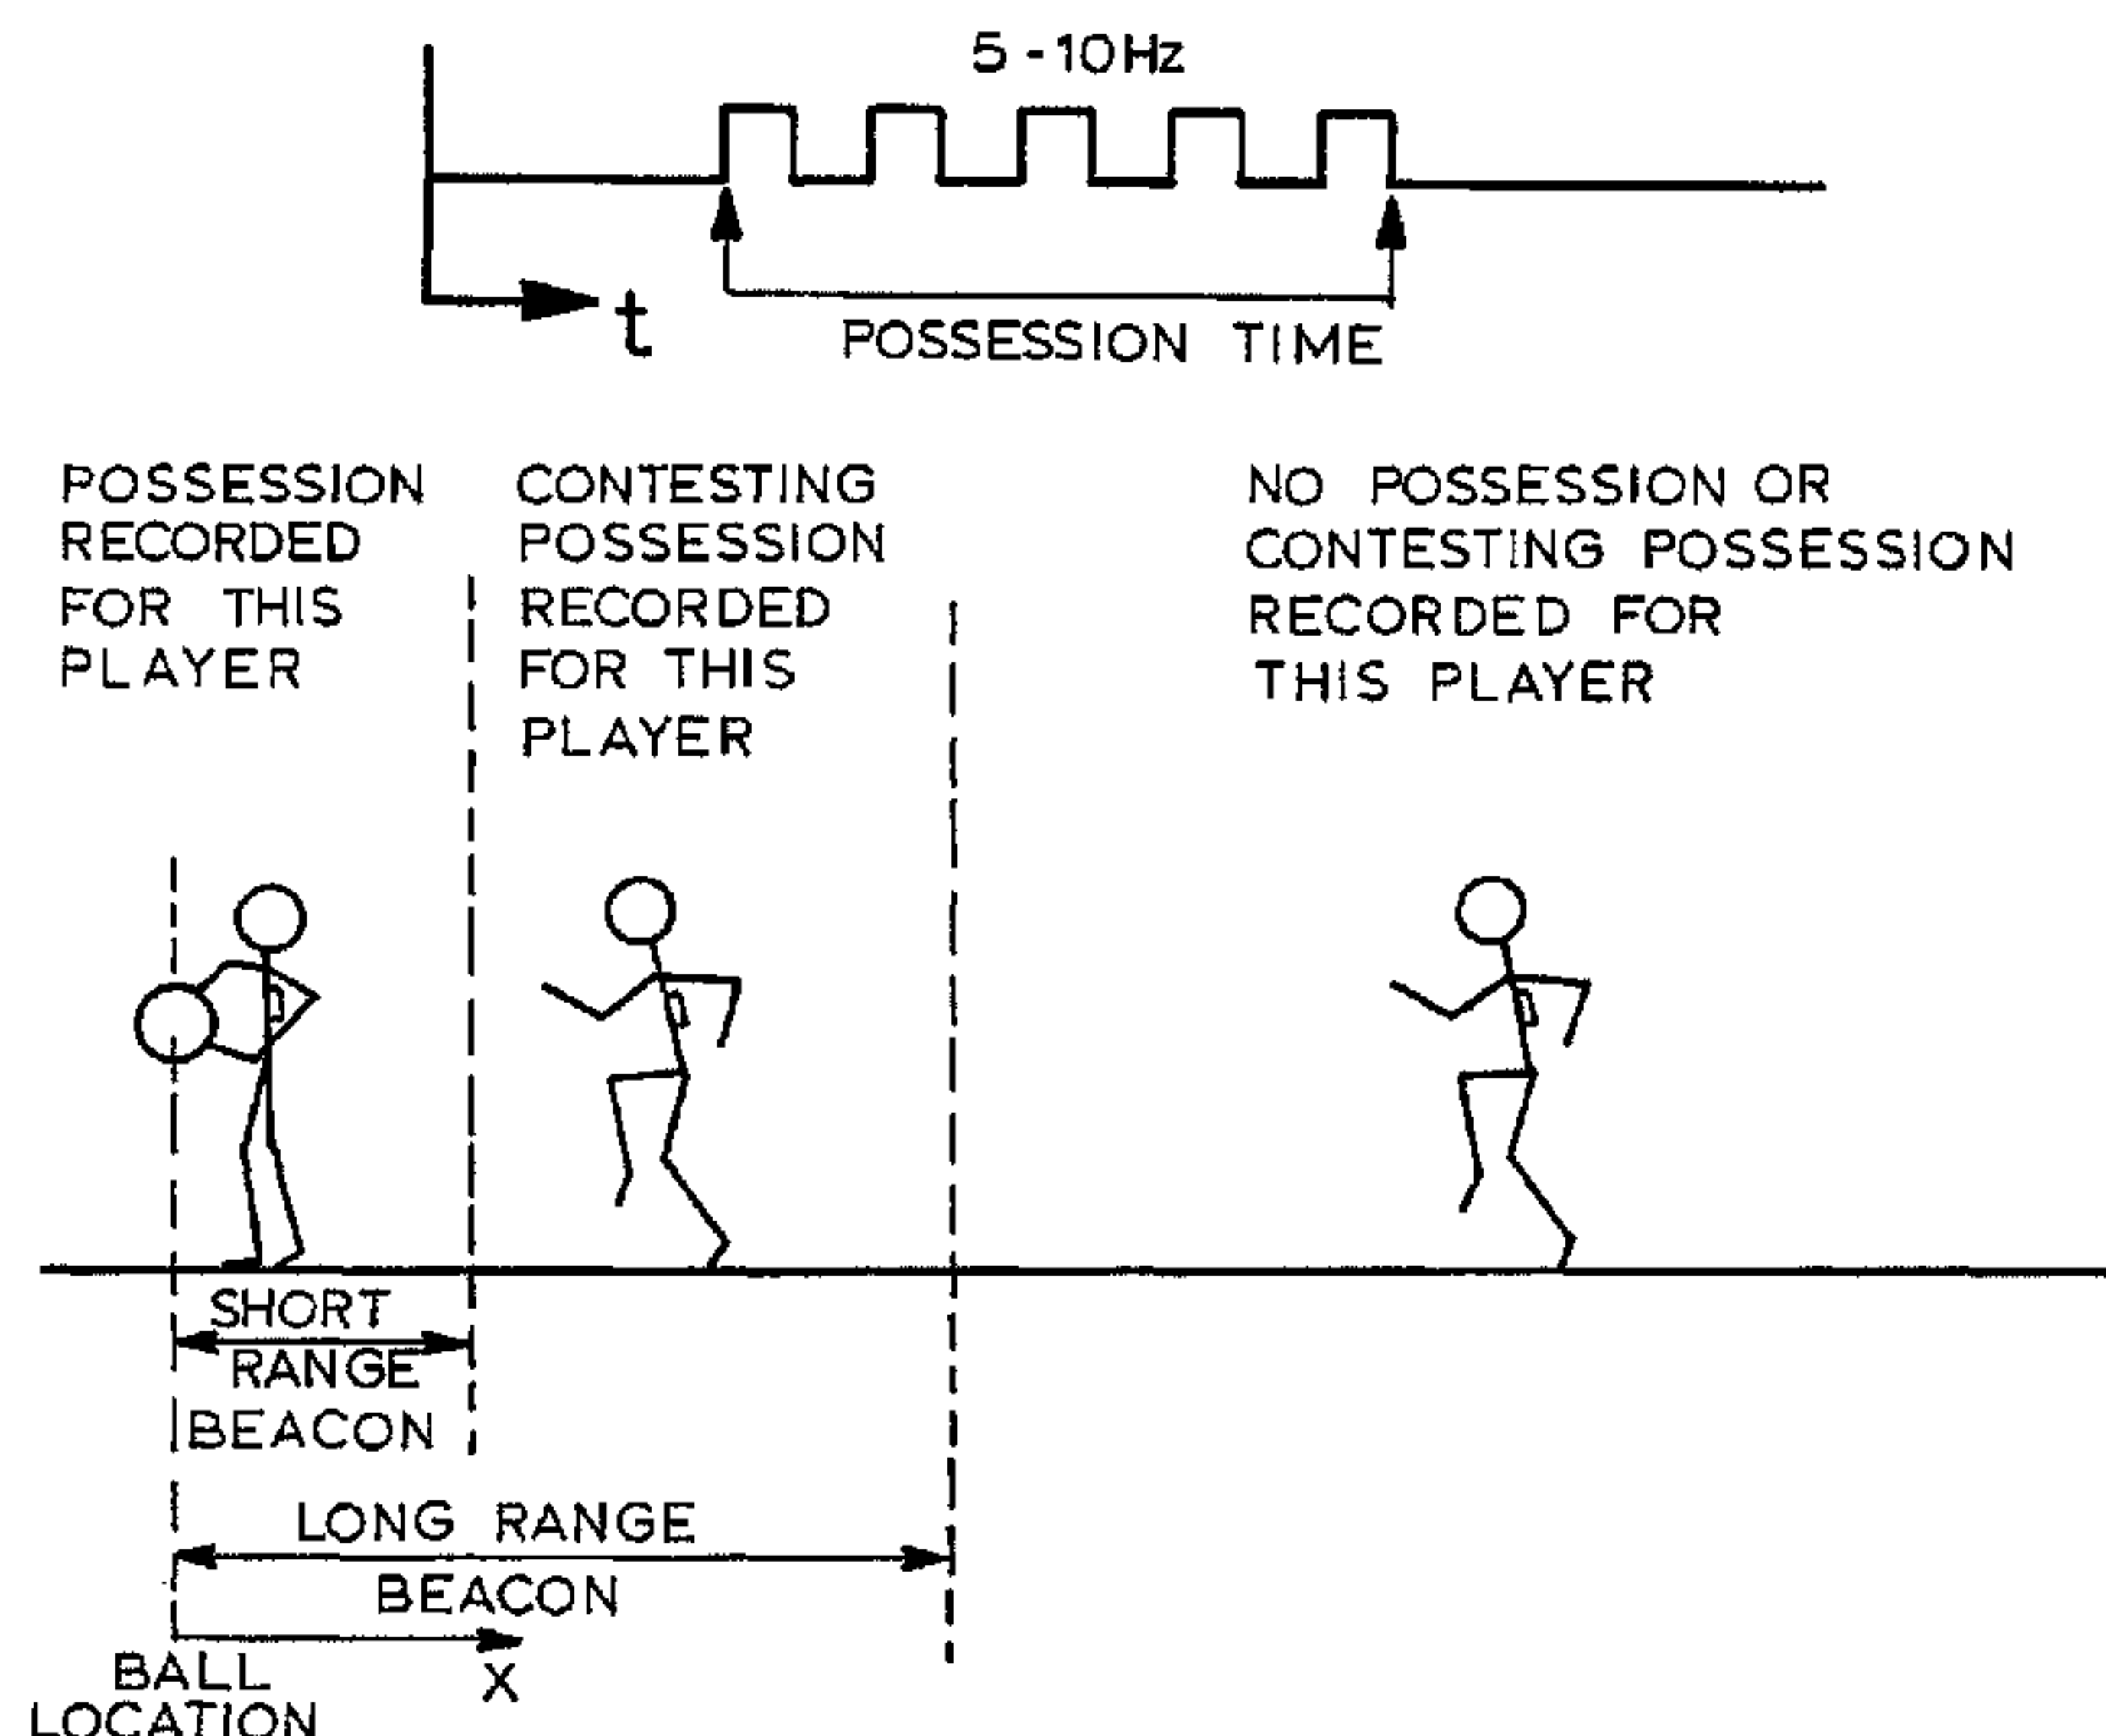 5-10Hz
t
POSSESSION TIME
POSSESSION
RECORDED
FOR THIS
PLAYER
CONTESTING
POSSESSION
RECORDED
FOR THIS
PLAYER
NO POSSESSION OR
CONTESTING POSSESSION
RECORDED FOR
THIS PLAYER
SHORT
RANGE
BEACON
LONG RANGE
BEACON
X
BALL
LOCATION